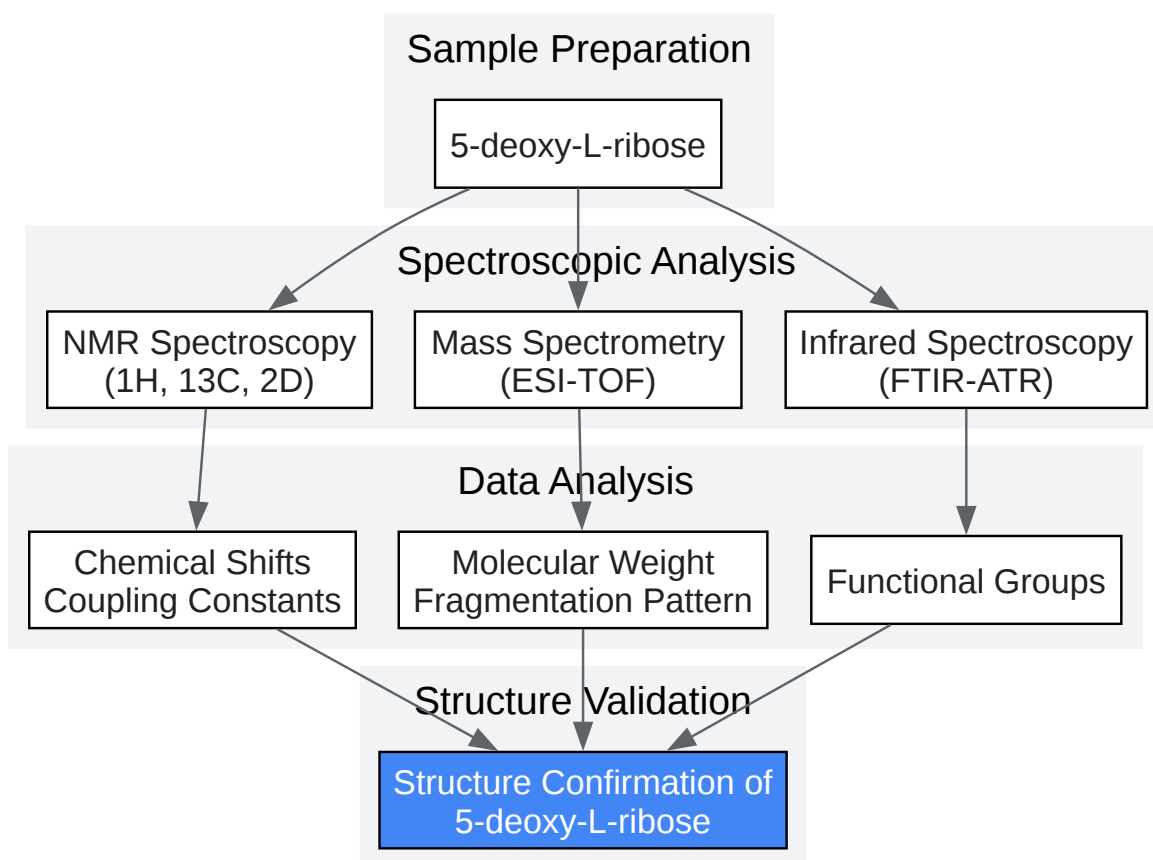 Sample Preparation
5-deoxy-L-ribose
Spectroscopic Analysis
NMR Spectroscopy
(1H, 13C, 2D)
Mass Spectrometry
(ESI-TOF)
Infrared Spectroscopy
(FTIR-ATR)
Data Analysis
Chemical Shifts
Coupling Constants
Molecular Weight
Fragmentation Pattern
Functional Groups
Structure Validation
Structure Confirmation of
5-deoxy-L-ribose